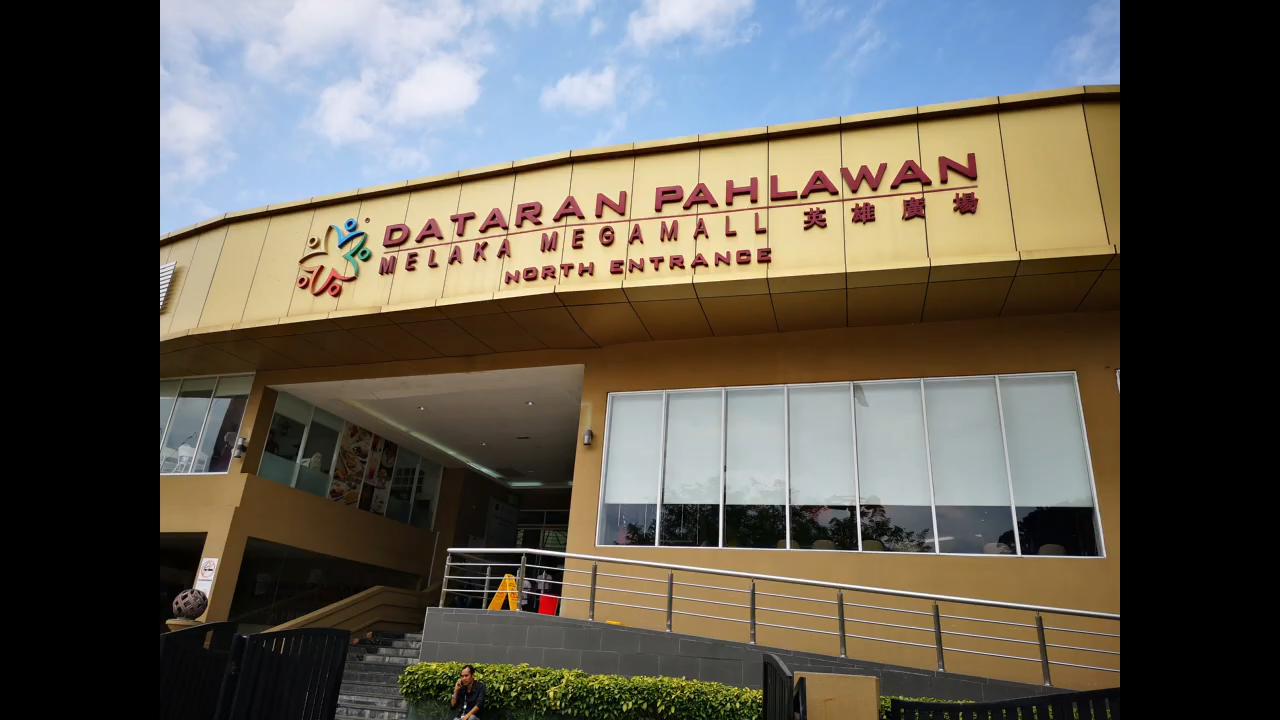 DATARAN PAHLAWAN
MELAKA MEGAMALL 英雄廣場
NORTH ENTRANCE